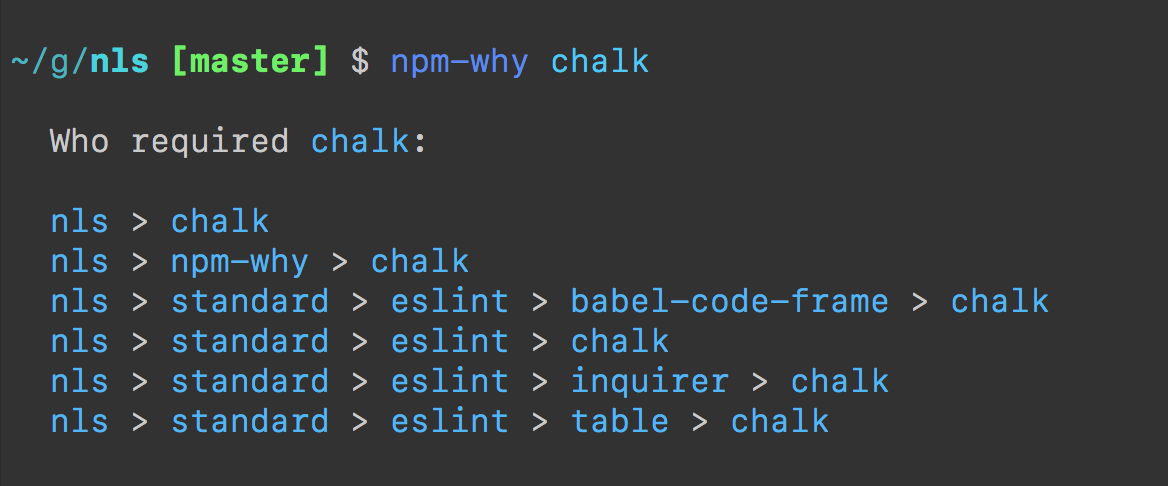 ~/g/nls [master] $ npm-why chalk
Who required chalk:
nls > chalk
nls > npm-why > chalk
nls > standard > eslint > babel-code-frame > chalk
nls > standard > eslint > chalk
nls > standard > eslint > inquirer > chalk
nls > standard > eslint > table > chalk